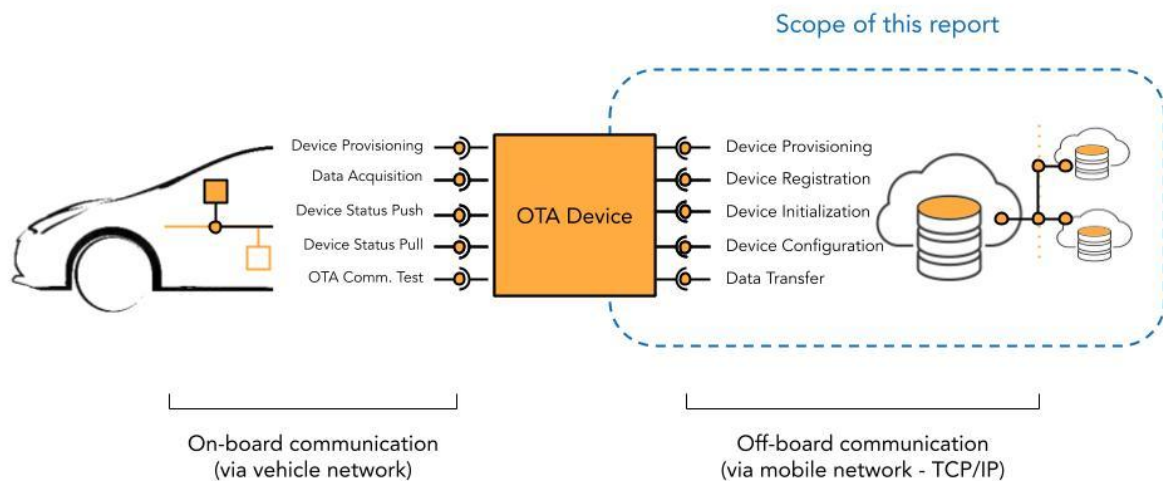 Scope of this report
Device Provisioning
Data Acquisition
Device Status Push
Device Status Pull
OTA Comm. Test
OTA Device
Device Provisioning
Device Registration
Device Initialization
Device Configuration
Data Transfer
On-board communication
(via vehicle network)
Off-board communication
(via mobile network - TCP/IP)